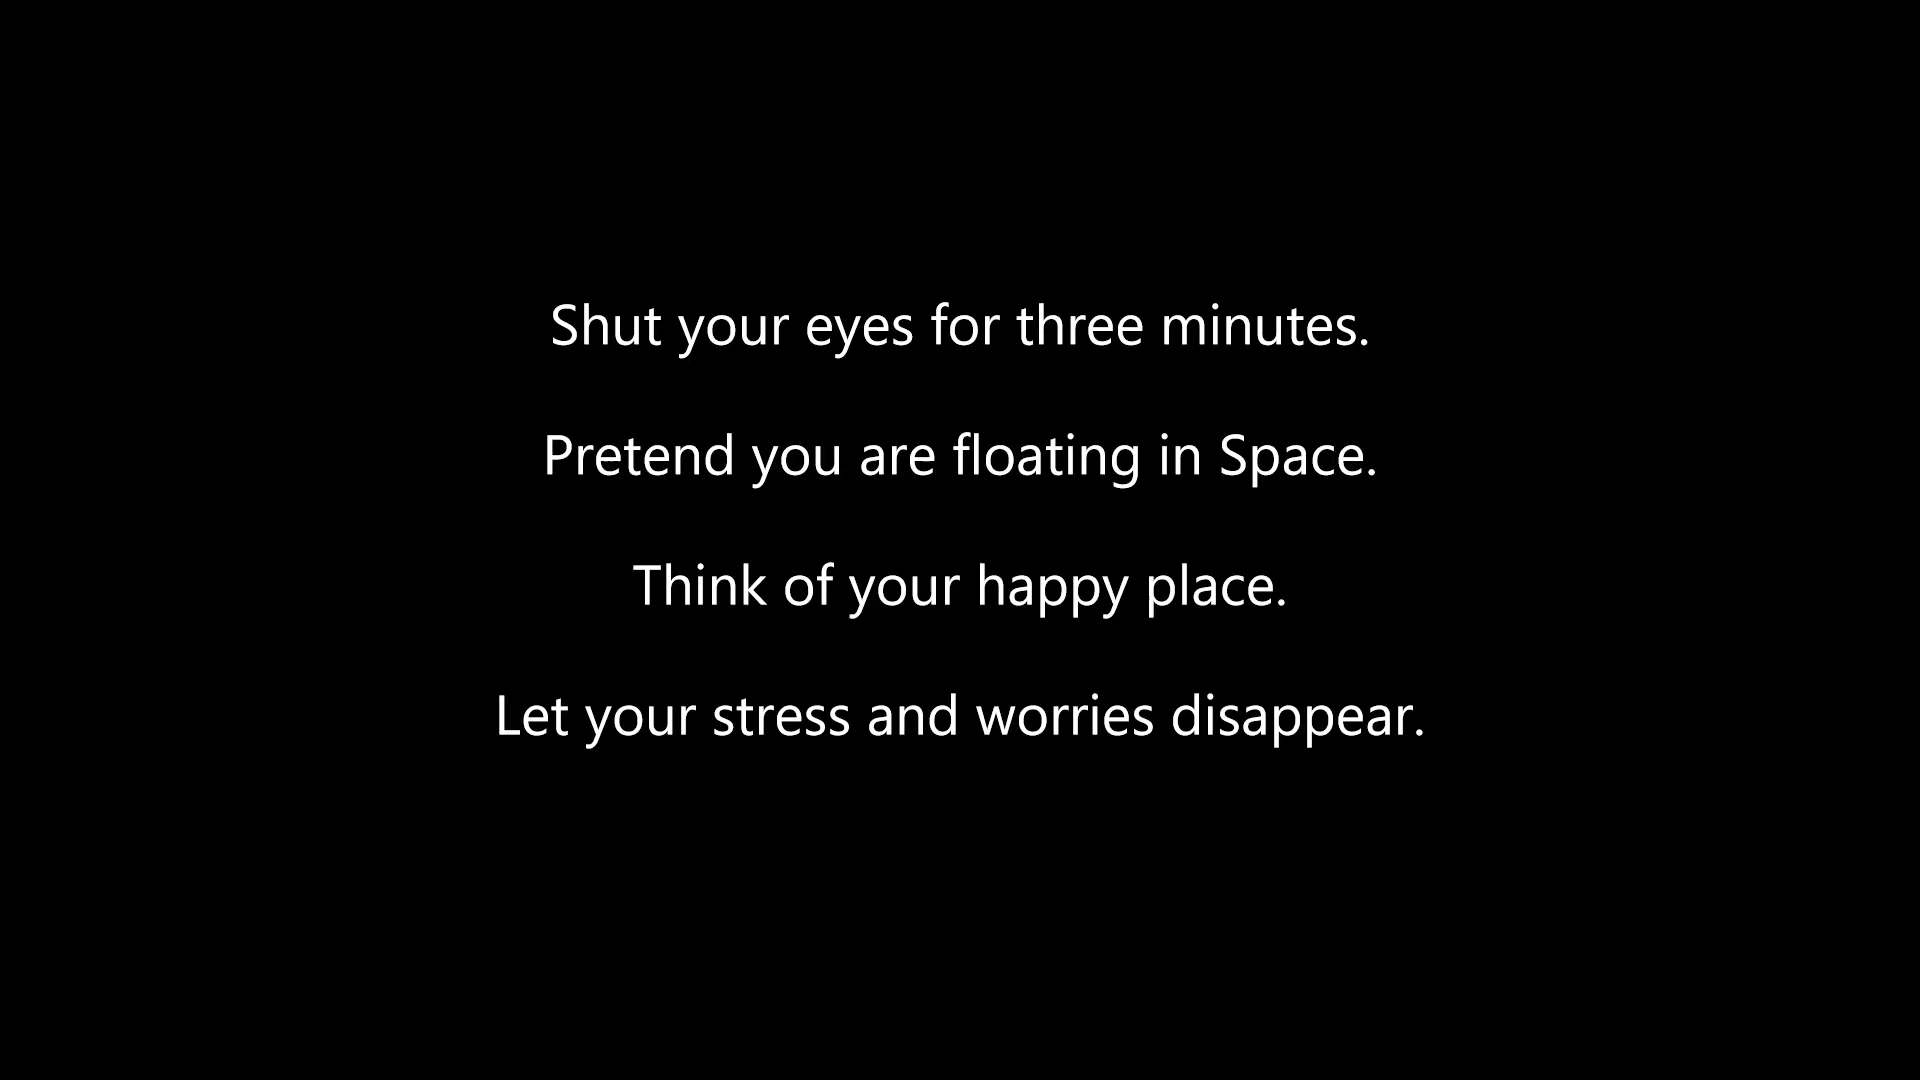 Shut your eyes for three minutes.
Pretend you are floating in Space.
Think of your happy place.
Let your stress and worries disappear.